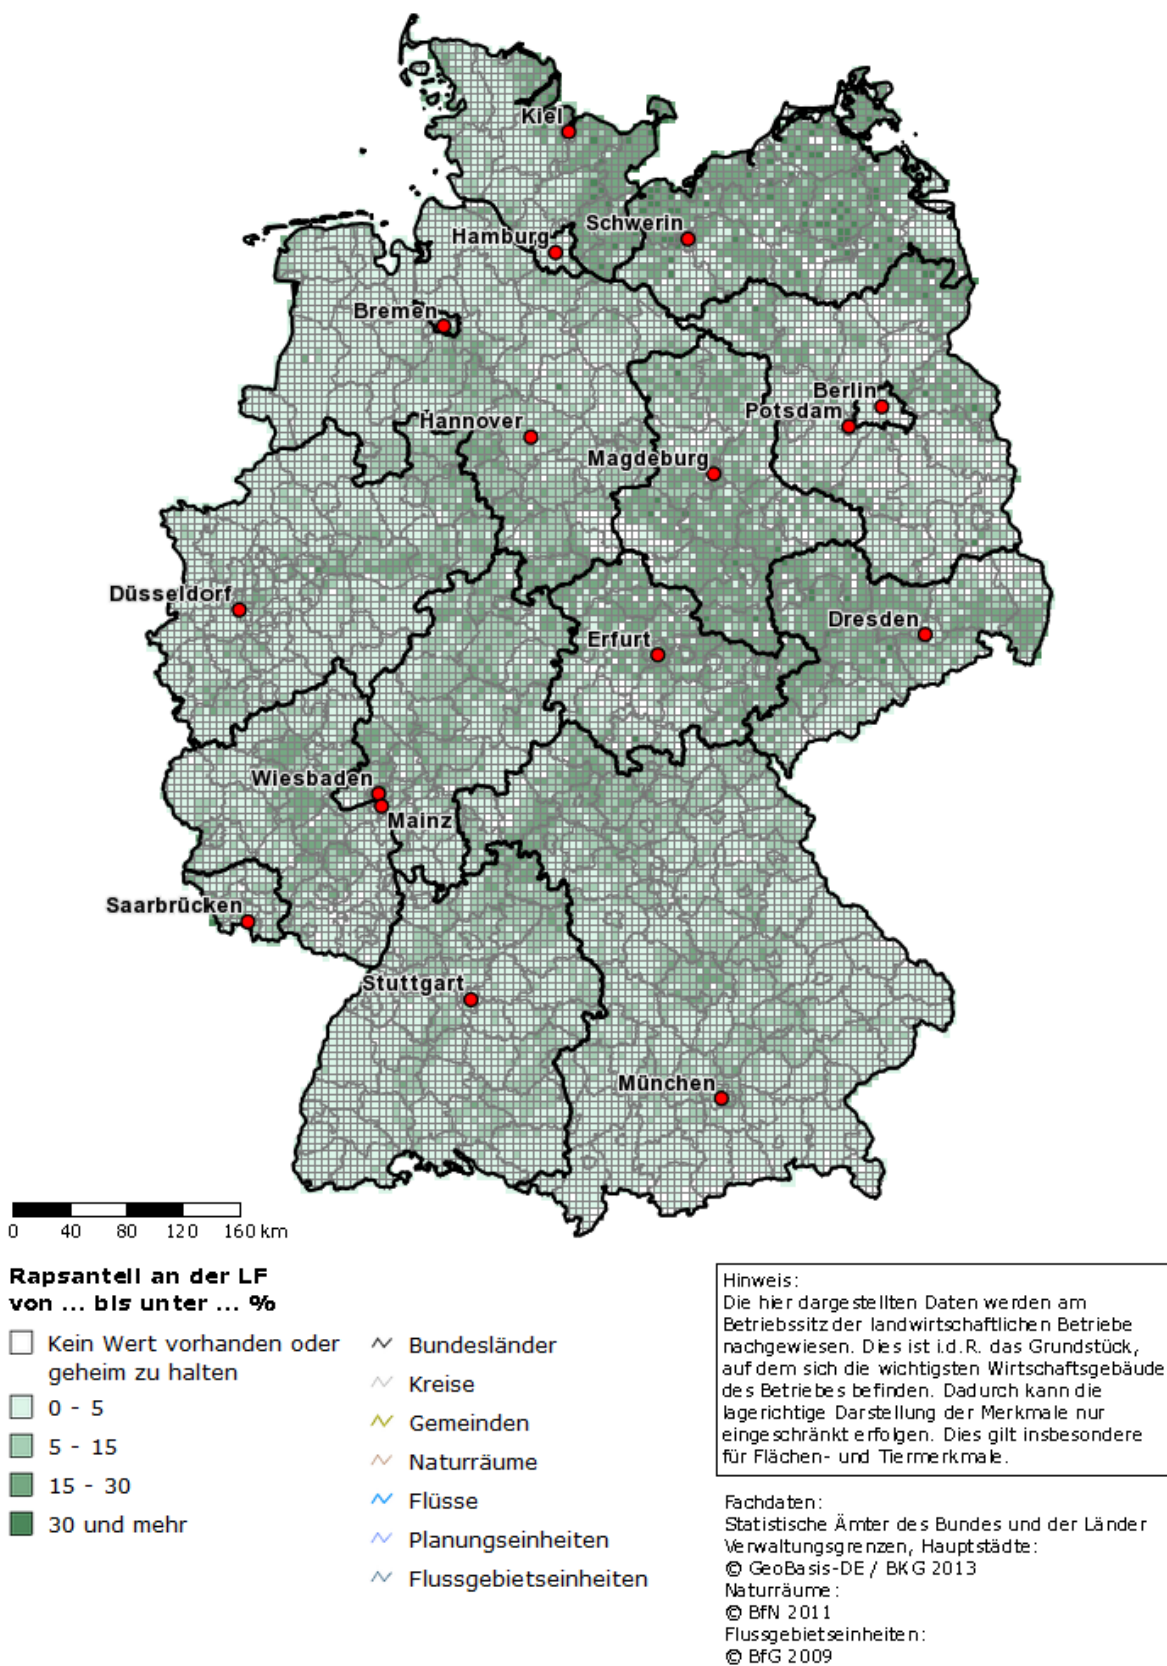 Kiel
Schwerin
Hamburg
Bremen
Berlin
Potsdam
Hannover
Magdeburg
Düsseldorf
Dresden
Erfurt
Wiesbaden
Mainz
Saarbrücken
Stuttgart
München
0 40 80 120 160 km
Rapsanteil an der LF
von ... bis unter ... %
Kein Wert vorhanden oder
geheim zu halten
0 - 5
5 - 15
15 - 30
30 und mehr
Bundesländer
Kreise
Gemeinden
Naturräume
Flüsse
Planungseinheiten
Flussgebietseinheiten
Hinweis:
Die hier dargestellten Daten werden am
Betriebssitz der landwirtschaftlichen Betriebe
nachgewiesen. Dies ist i.d.R. das Grundstück,
auf dem sich die wichtigsten Wirtschaftsgebäude
des Betriebes befinden. Dadurch kann die
lagerichtige Darstellung der Merkmale nur
eingeschränkt erfolgen. Dies gilt insbesondere
für Flächen- und Tiermerkmale.
Fachdaten:
Statistische Ämter des Bundes und der Länder
Verwaltungsgrenzen, Hauptstädte:
© GeoBasis-DE / BKG 2013
Naturräume:
© BfN 2011
Flussgebietseinheiten:
© BfG 2009